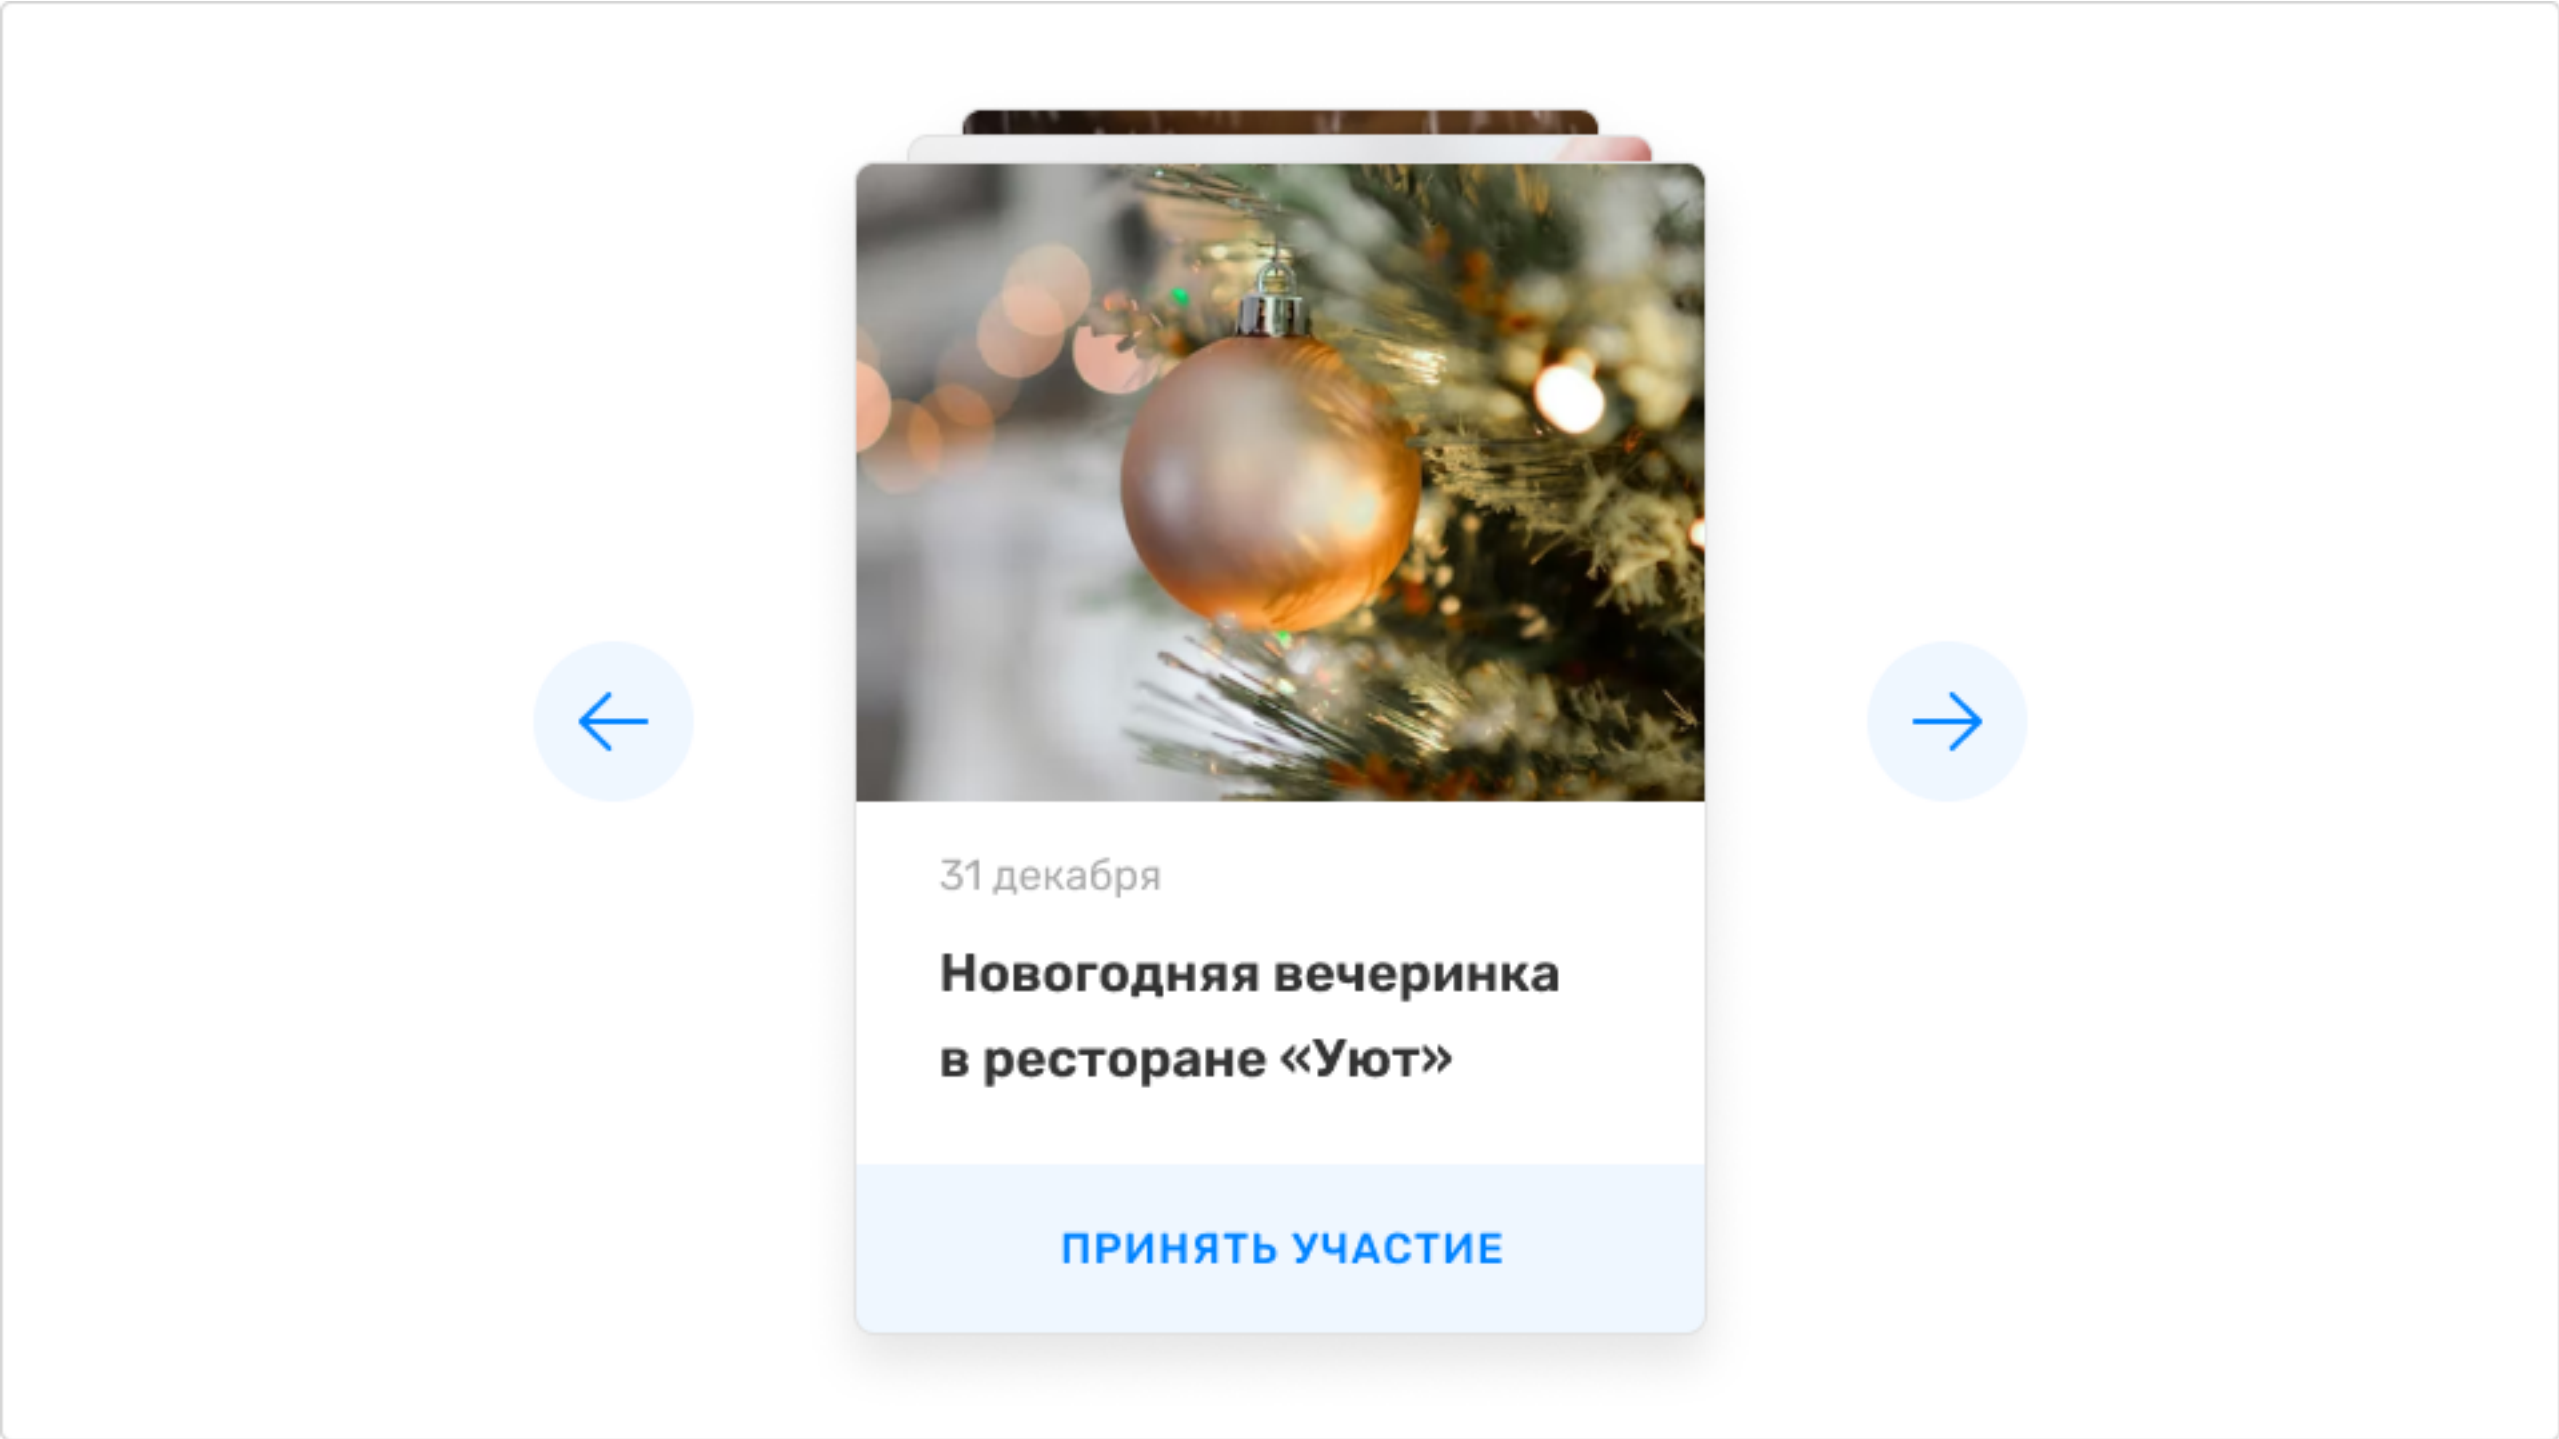 31 декабря
Новогодняя вечеринка
в ресторане «Уют»
ПРИНЯТЬ УЧАСТИЕ